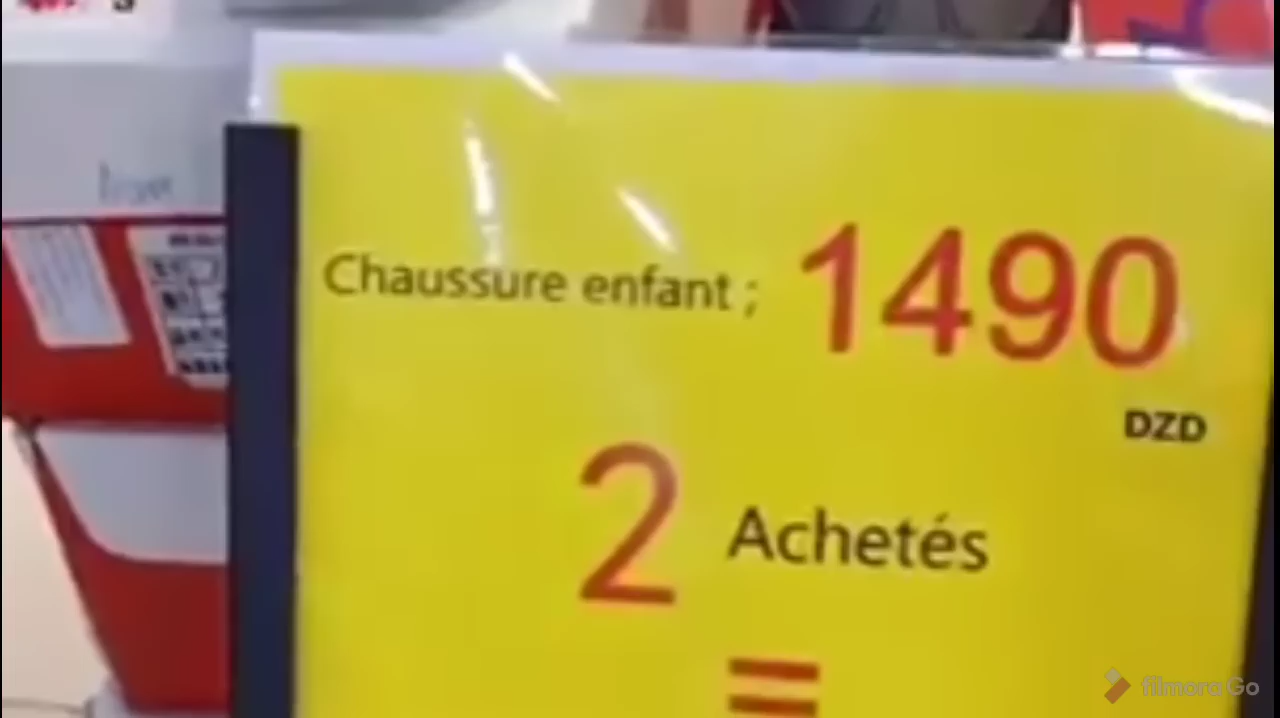 Chaussure enfant ; 1490
DZD
2 Achetés
=
filmora Go